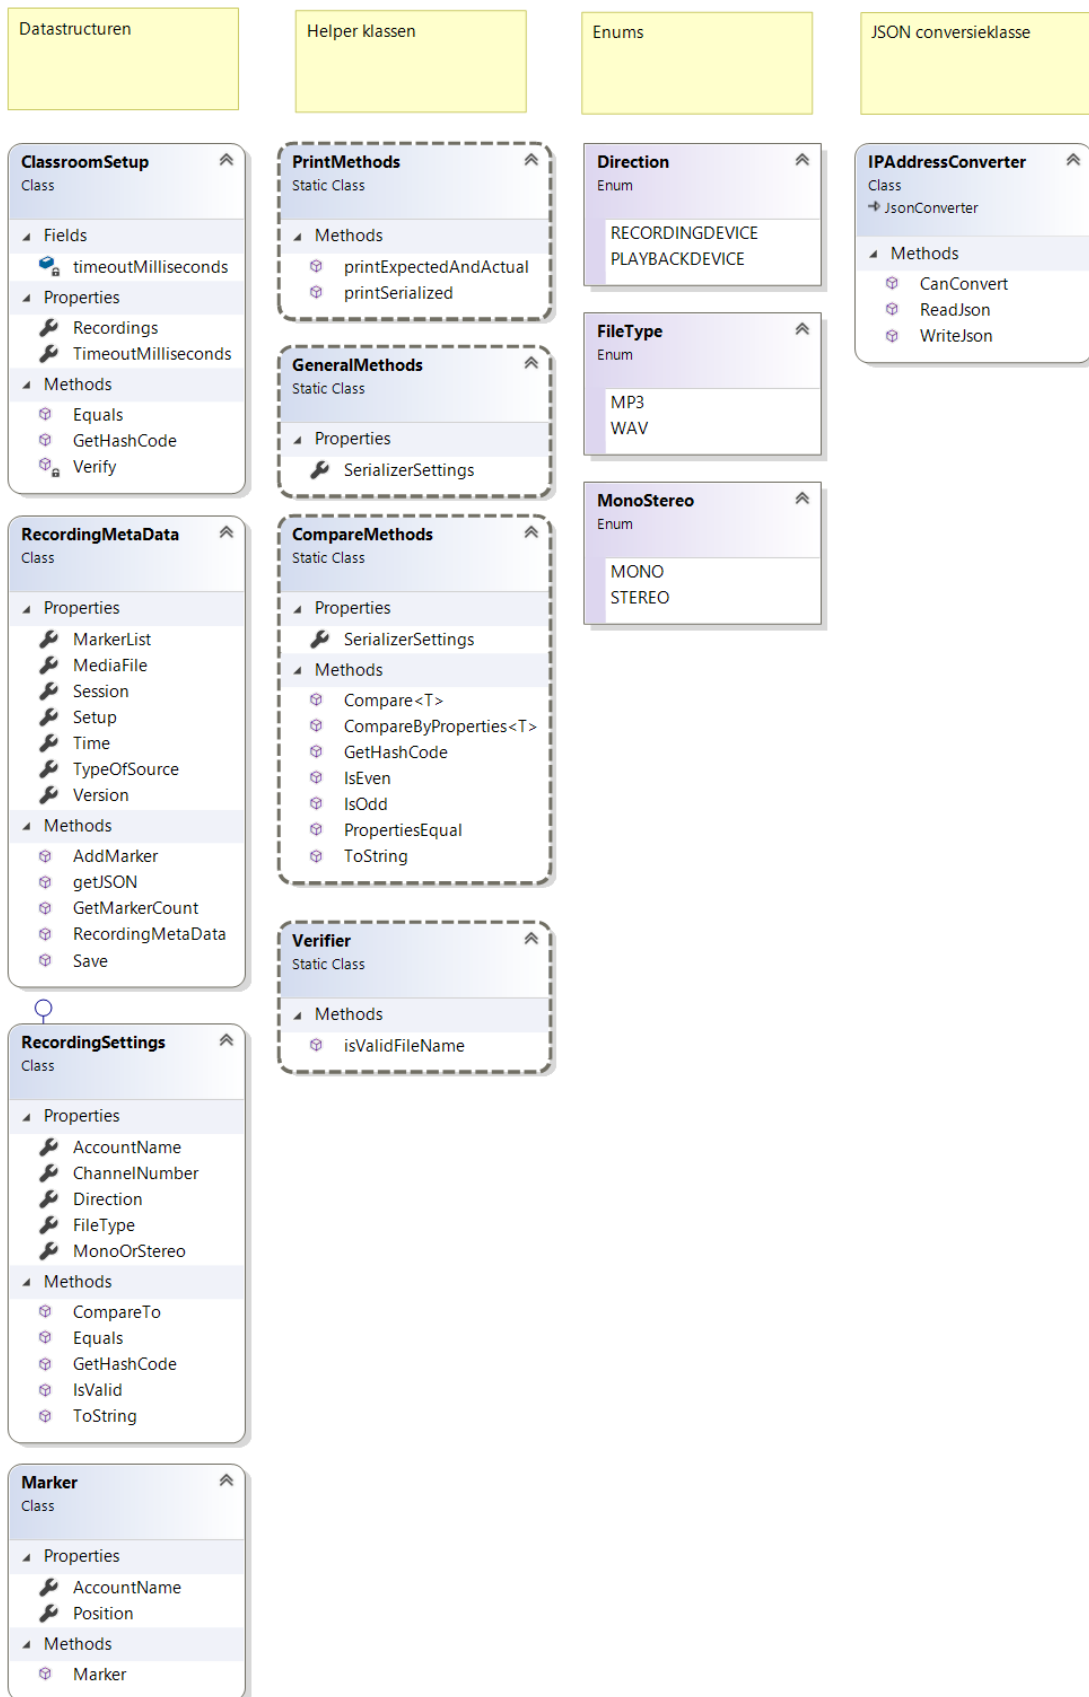 Datastructuren
Helper klassen
Enums
JSON conversieklasse
ClassroomSetup
Class
Fields
timeoutMilliseconds
Properties
Recordings
TimeoutMilliseconds
Methods
Equals
GetHashCode
Verify
RecordingMetaData
Class
Properties
MarkerList
MediaFile
Session
Setup
Time
TypeOfSource
Version
Methods
AddMarker
getJSON
GetMarkerCount
RecordingMetaData
Save
RecordingSettings
Class
Properties
AccountName
ChannelNumber
Direction
FileType
MonoOrStereo
Methods
CompareTo
Equals
GetHashCode
IsValid
ToString
Marker
Class
Properties
AccountName
Position
Methods
Marker
PrintMethods
Static Class
Methods
printExpectedAndActual
printSerialized
GeneralMethods
Static Class
Properties
SerializerSettings
CompareMethods
Static Class
Properties
SerializerSettings
Methods
Compare<T>
CompareByProperties<T>
GetHashCode
IsEven
IsOdd
PropertiesEqual
ToString
Verifier
Static Class
Methods
isValidFileName
Direction
Enum
RECORDINGDEVICE
PLAYBACKDEVICE
FileType
Enum
MP3
WAV
MonoStereo
Enum
MONO
STEREO
IPAddressConverter
Class
JsonConverter
Methods
CanConvert
ReadJson
WriteJson